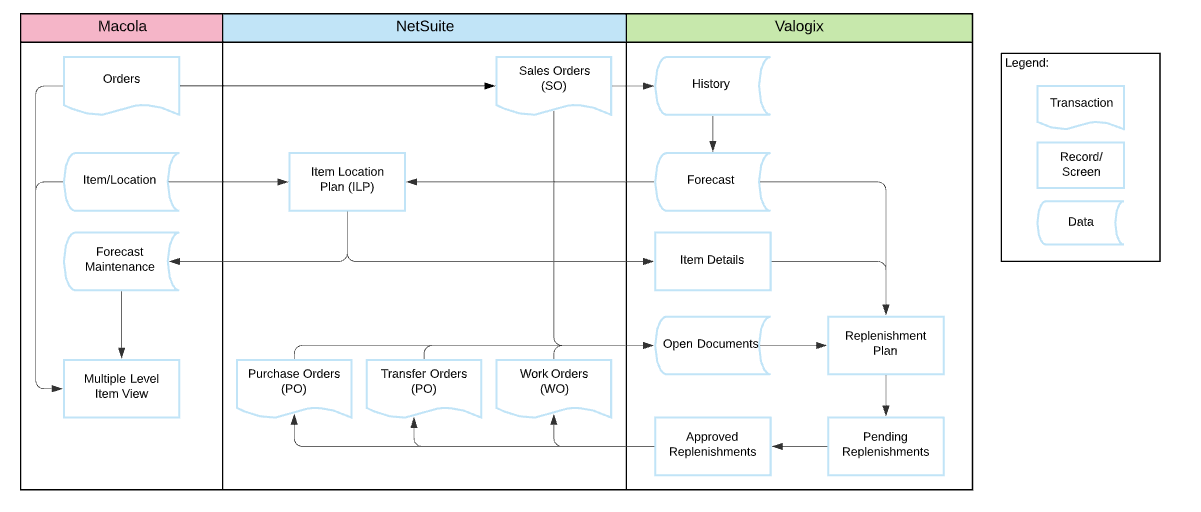 Macola
NetSuite
Valogix
Legend:
Orders
Sales Orders
(SO)
History
Transaction
Item/Location
Item Location
Plan (ILP)
Forecast
Record/
Screen
Data
Forecast
Maintenance
Item Details
Open Documents
Replenishment
Plan
Multiple Level
Item View
Purchase Orders
(PO)
Transfer Orders
(PO)
Work Orders
(WO)
Approved
Replenishments
Pending
Replenishments